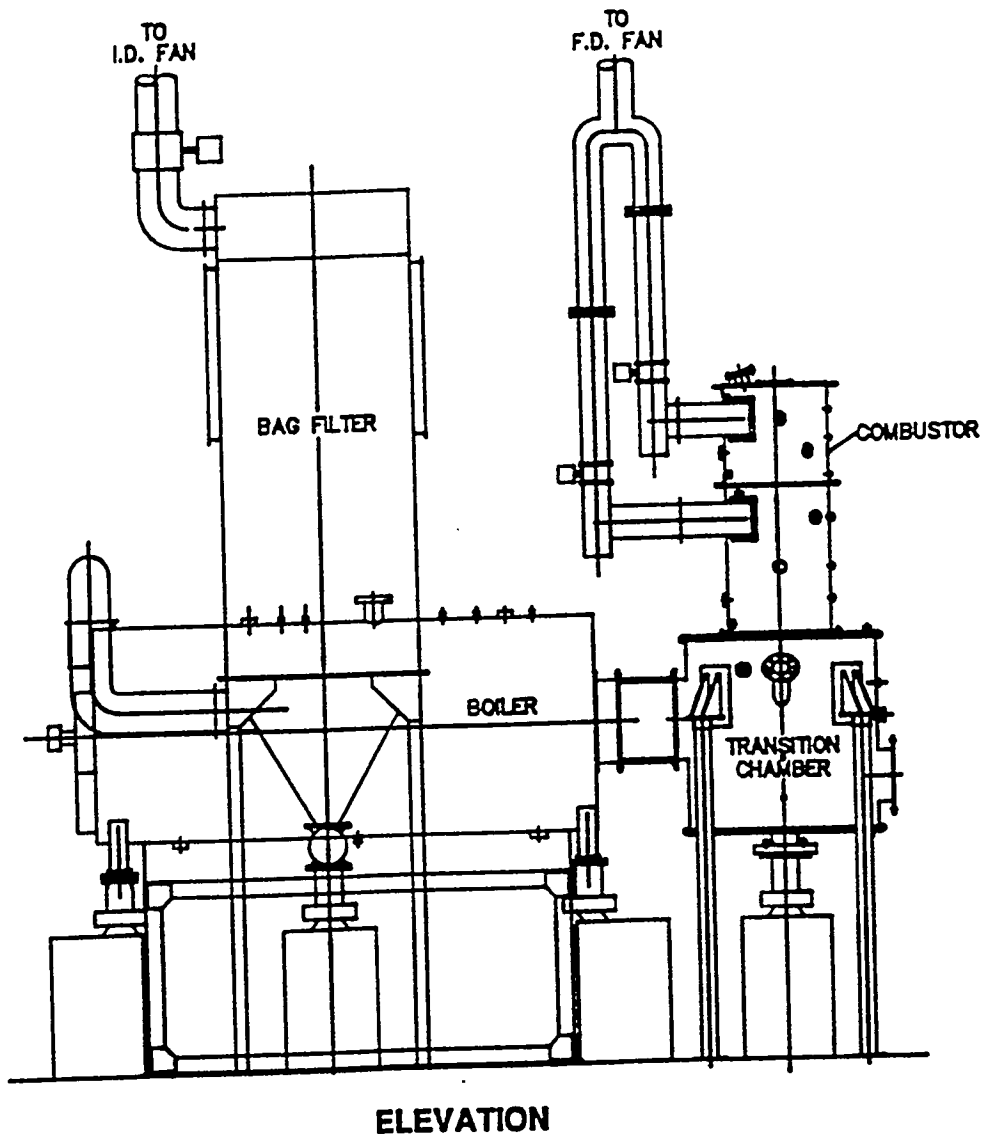 TO
I.D. FAN
TO
F.D. FAN
BAG FILTER
COMBUSTOR
BOILER
TRANSITION
CHAMBER
ELEVATION